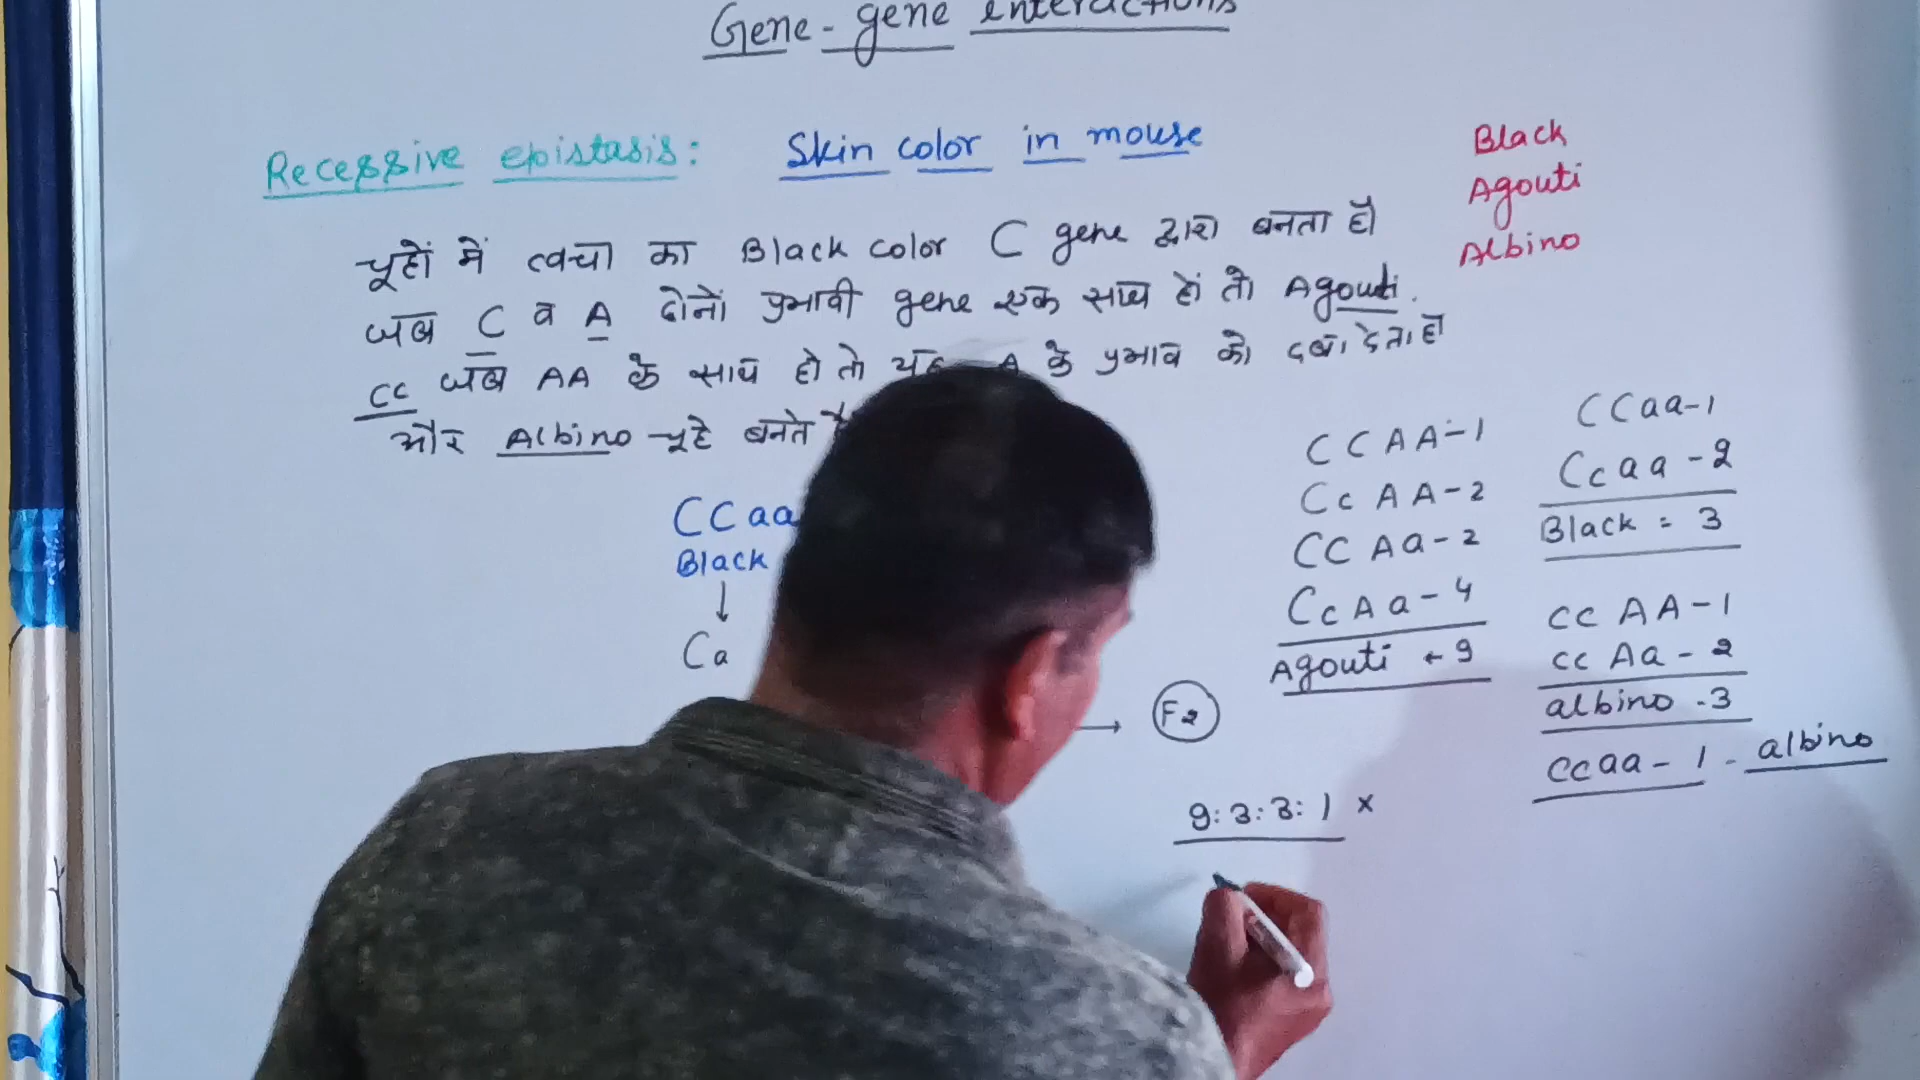 Gene-gene interactions
Recessive epistasis: Skin color in mouse
Black
Agouti
Albino
चूहों में त्वचा का Black color C gene द्वारा बनता है
जब C व A दोनों प्रभावी gene एक साथ हों तो Agouti.
cc जब AA के साथ हो तो यह A के प्रभाव को दबा देता है
और Albino चूहे बनते है
CCaa
Black
↓
Ca
→ F2
CCAA-1
CcAA-2
CCAa-2
CcAa-4
Agouti - 9
CCaa-1
Ccaa-2
Black = 3
ccAA-1
ccAa-2
albino-3
ccaa-1-albino
9:3:3:1 x